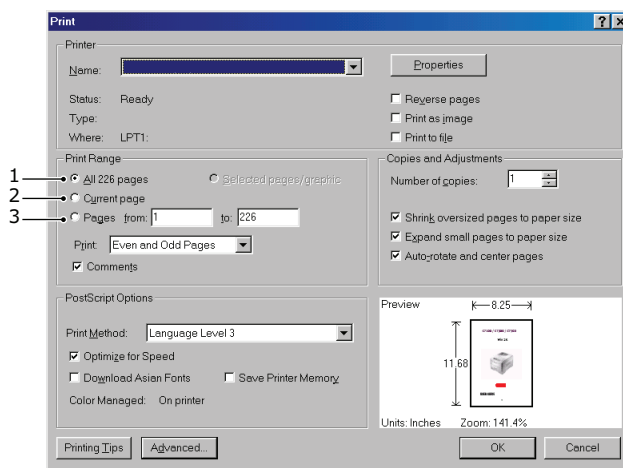 Print
Printer
Name:
Properties
Status: Ready
Type:
Where: LPT1:
Reverse pages
Print as image
Print to file
Print Range
1 All 226 pages
Selected pages/graphic
2 Current page
3 Pages from: 1 to: 226
Print: Even and Odd Pages
Comments
Copies and Adjustments
Number of copies: 1
Shrink oversized pages to paper size
Expand small pages to paper size
Auto-rotate and center pages
PostScript Options
Print Method: Language Level 3
Optimize for Speed
Download Asian Fonts
Save Printer Memory
Color Managed: On printer
Preview
8.25
11.68
Units: Inches Zoom: 141.4%
Printing Tips
Advanced...
OK
Cancel